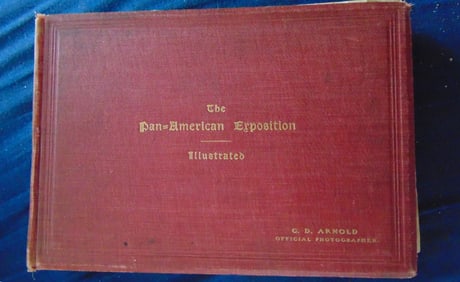 The
Pan=American Exposition
Illustrated
C. D. ARNOLD
OFFICIAL PHOTOGRAPHER.